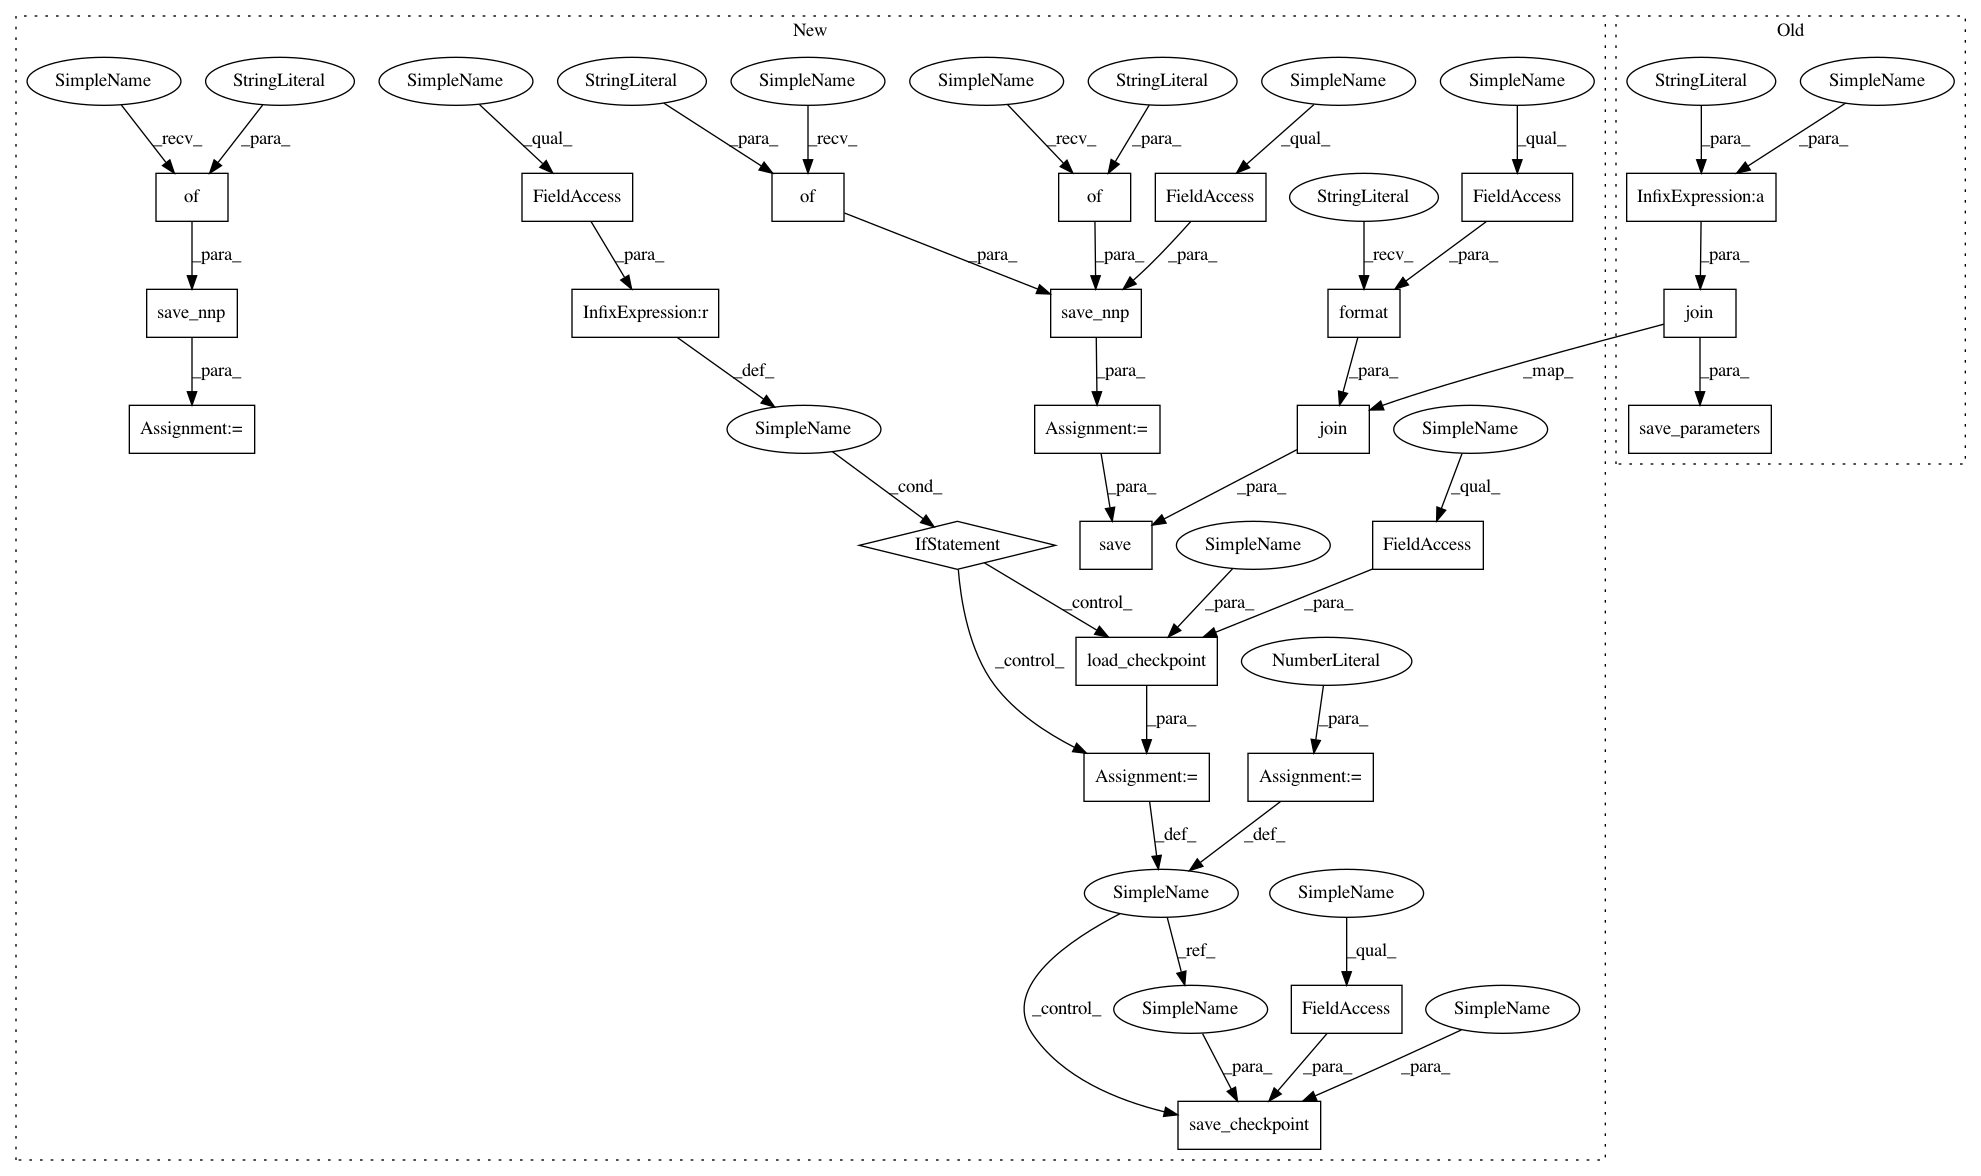 New
Old
SimpleName
StringLiteral
SimpleName
StringLiteral
SimpleName
SimpleName
StringLiteral
SimpleName
SimpleName
StringLiteral
SimpleName
_recv_
_para_
_qual_
_para_
_recv_
_recv_
_para_
_qual_
_qual_
_para_
_para_
of
FieldAccess
of
of
FieldAccess
StringLiteral
FieldAccess
InfixExpression:a
_para_
_para_
_para_
_para_
_para_
_recv_
_para_
_para_
save_nnp
InfixExpression:r
save_nnp
format
join
_para_
_def_
_para_
_para_
_map_
_para_
Assignment:=
SimpleName
Assignment:=
join
SimpleName
save_parameters
_cond_
_para_
_para_
_qual_
IfStatement
save
SimpleName
FieldAccess
_control_
_para_
_para_
_control_
load_checkpoint
NumberLiteral
_para_
_para_
Assignment:=
Assignment:=
_def_
_def_
SimpleName
SimpleName
_ref_
_qual_
_control_
SimpleName
FieldAccess
SimpleName
_para_
_para_
_para_
save_checkpoint